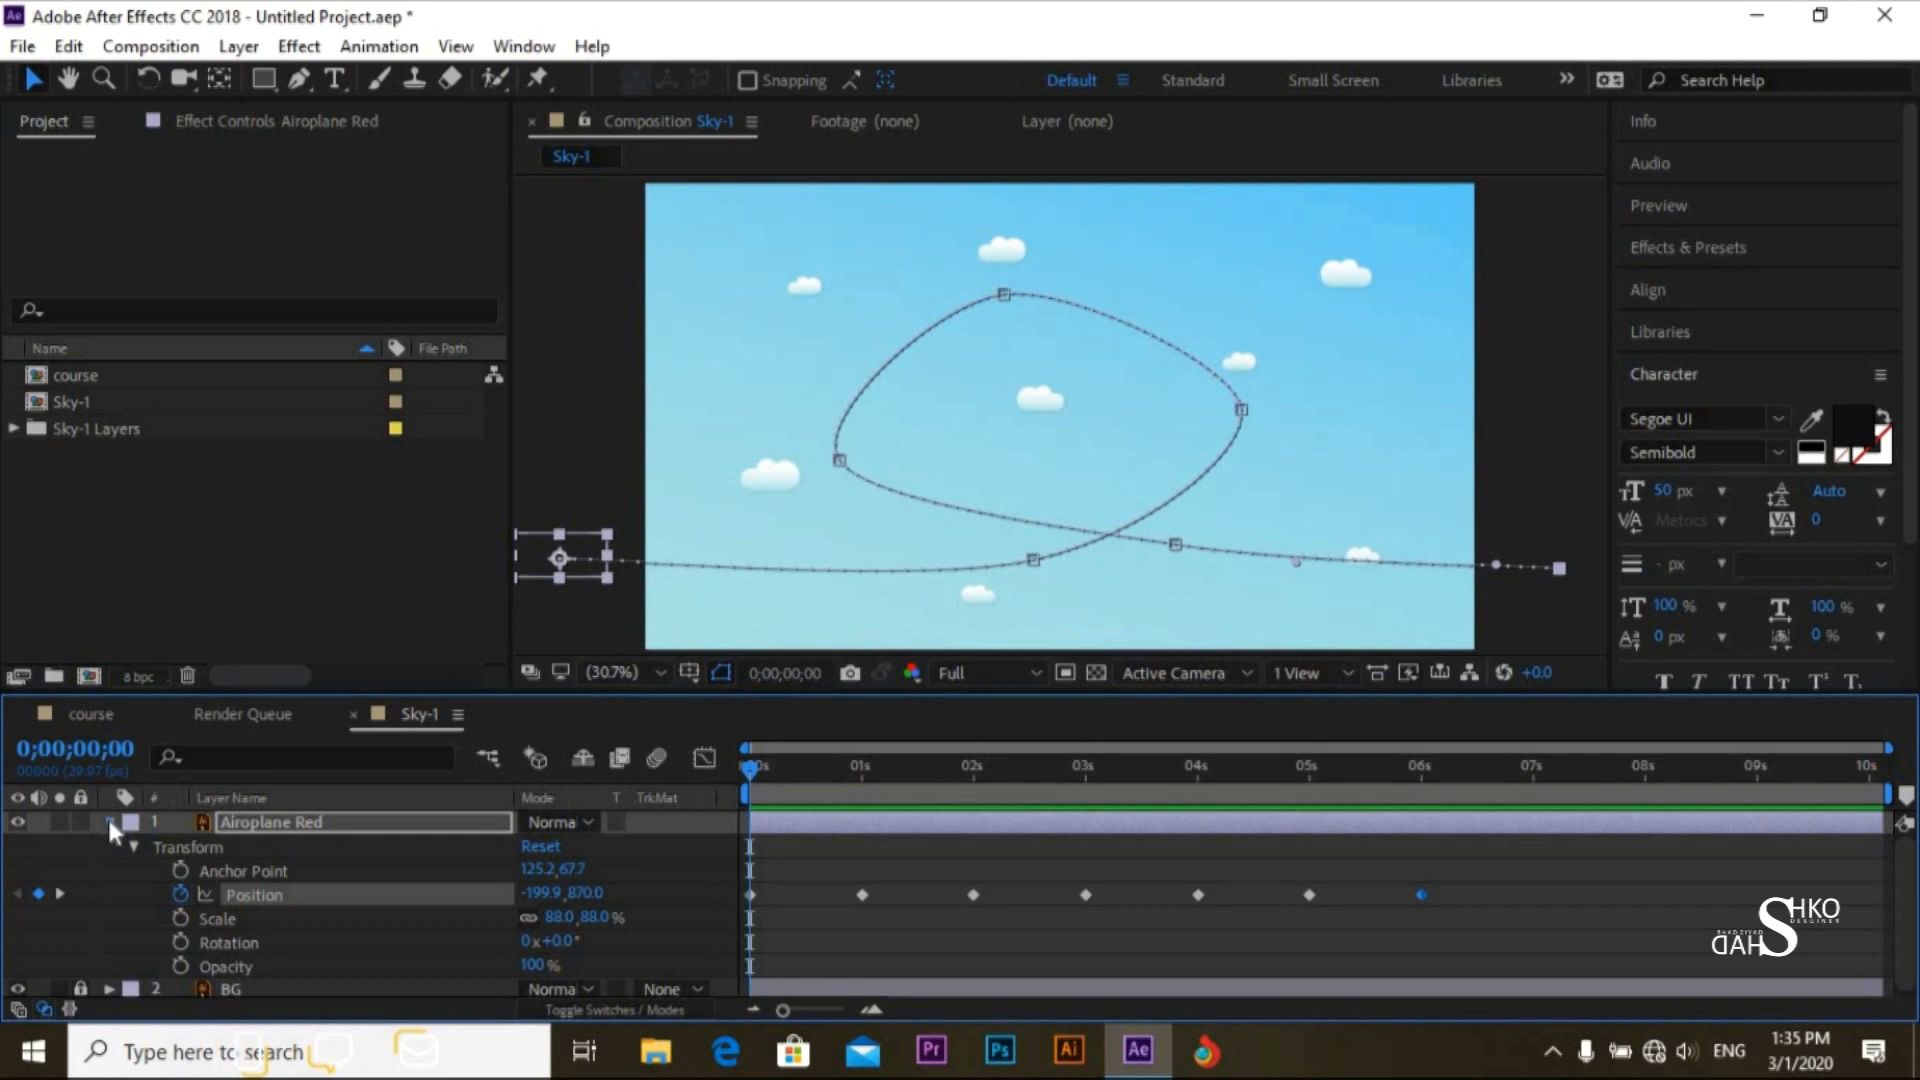 Adobe After Effects CC 2018 - Untitled Project.aep *
File Edit Composition Layer Effect Animation View Window Help
Snapping Default Standard Small Screen Libraries Search Help
Project Effect Controls Airoplane Red
Composition Sky-1 Footage (none) Layer (none)
Sky-1
Info
Audio
Preview
Effects & Presets
Align
Libraries
Character
Segoe UI
Semibold
50 px Auto
Metrics 0
- px
100 % 100 %
0 px 0 %
Name File Path
course
Sky-1
Sky-1 Layers
8 bpc
(30.7%) 0;00;00;00 Full Active Camera 1 View +0.0
course Render Queue Sky-1
0;00;00;00
00000 (29.97 fps)
01s 02s 03s 04s 05s 06s 07s 08s 09s 10s
# Layer Name Mode T .TrkMat
1 Airoplane Red Norma
Transform Reset
Anchor Point 125.2,67.7
Position -199.9,870.0
Scale 88.0,88.0 %
Rotation 0x+0.0°
Opacity 100 %
2 BG Norma None
Toggle Switches / Modes
SHKO
Type here to search
Pr Ps Ai Ae
ENG
1:35 PM
3/1/2020